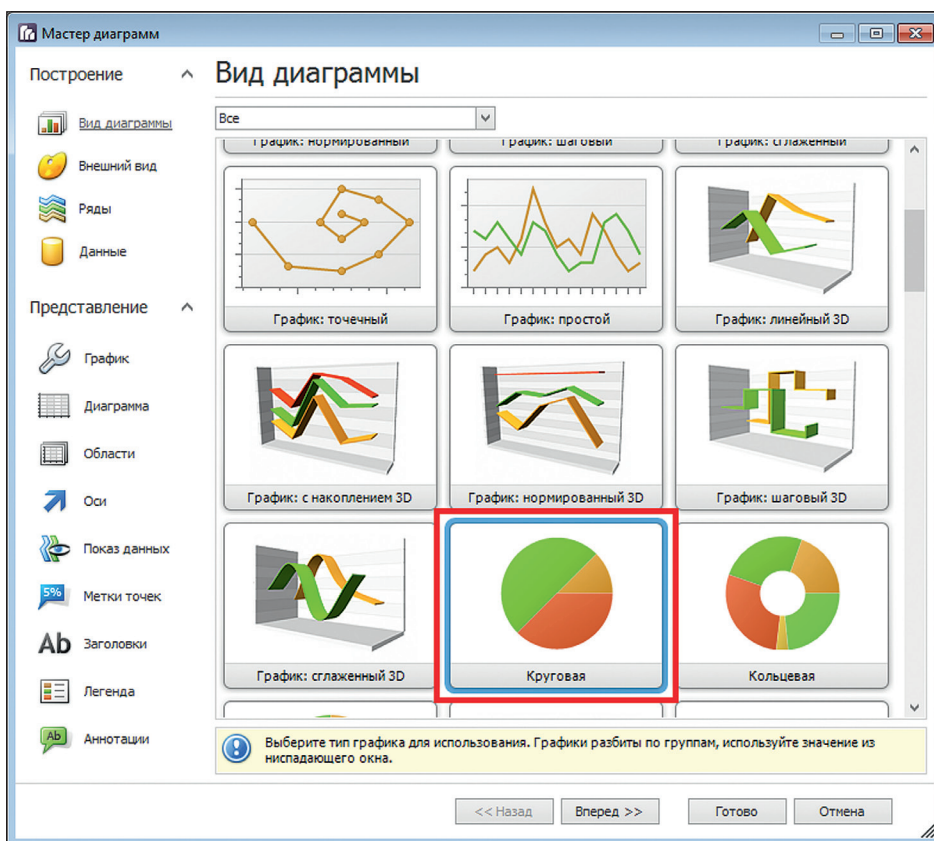 Мастер диаграмм
Построение
Вид диаграммы
Внешний вид
Ряды
Данные
Представление
График
Диаграмма
Области
Оси
Показ данных
5%
Метки точек
Ab
Заголовки
Легенда
Ab
Аннотации
Вид диаграммы
Все
График: нормированный
График: шаговый
График: сглаженный
График: точечный
График: простой
График: линейный 3D
График: с накоплением 3D
График: нормированный 3D
График: шаговый 3D
График: сглаженный 3D
Круговая
Кольцевая
Выберите тип графика для использования. Графики разбиты по группам, используйте значение из
ниспадающего окна.
<< Назад
Вперед >>
Готово
Отмена